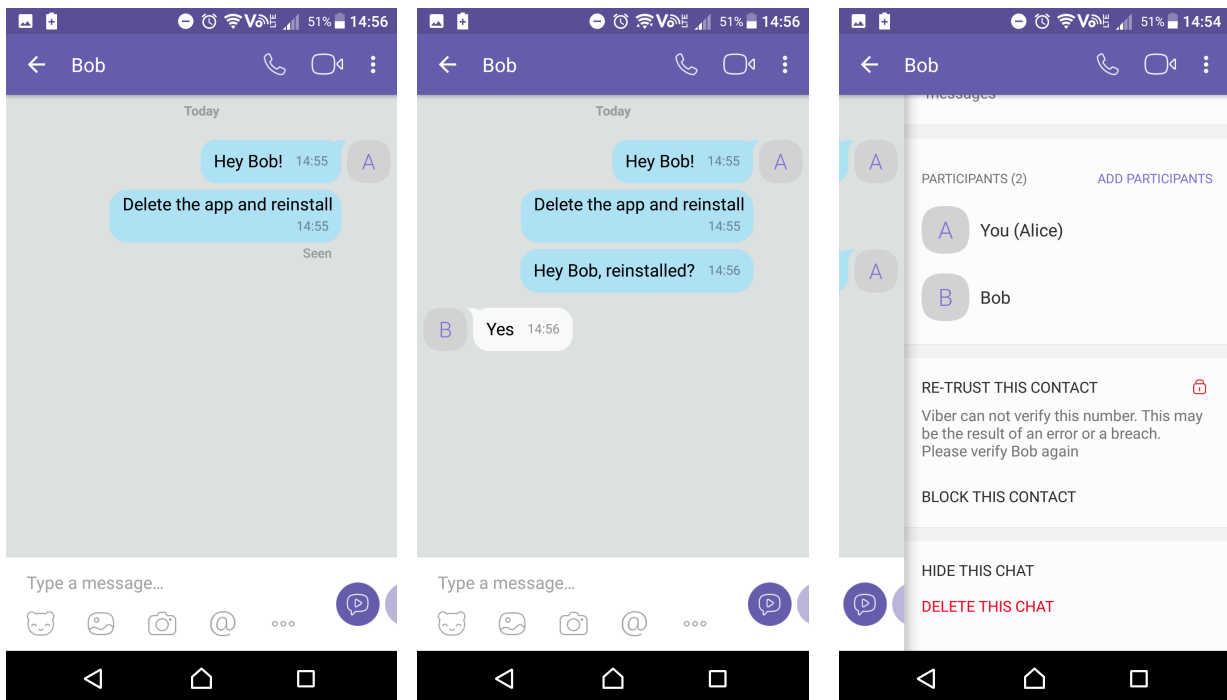 51% 14:56
Bob
Today
Hey Bob! 14:55
A
Delete the app and reinstall
14:55
Seen
Type a message…
@
51% 14:56
Bob
Today
Hey Bob! 14:55
A
Delete the app and reinstall
14:55
Hey Bob, reinstalled? 14:56
B
Yes 14:56
Type a message…
@
51% 14:54
Bob
messages
A
PARTICIPANTS (2) ADD PARTICIPANTS
A You (Alice)
A
B Bob
RE-TRUST THIS CONTACT
Viber can not verify this number. This may
be the result of an error or a breach.
Please verify Bob again
BLOCK THIS CONTACT
HIDE THIS CHAT
DELETE THIS CHAT